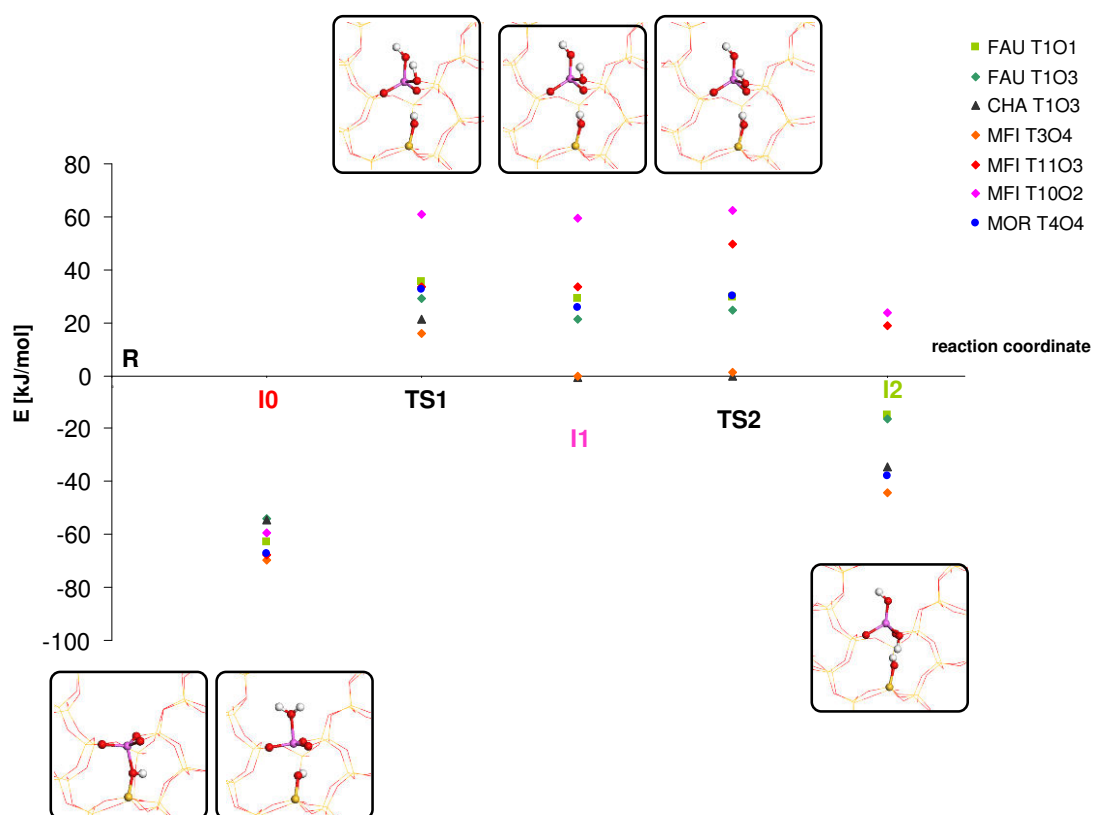 FAU T1O1
FAU T1O3
CHA T1O3
MFI T3O4
MFI T11O3
MFI T10O2
MOR T4O4
80
60
40
20
0
-20
-40
-60
-80
-100
E [kJ/mol]
R
reaction coordinate
I0
TS1
I1
TS2
I2